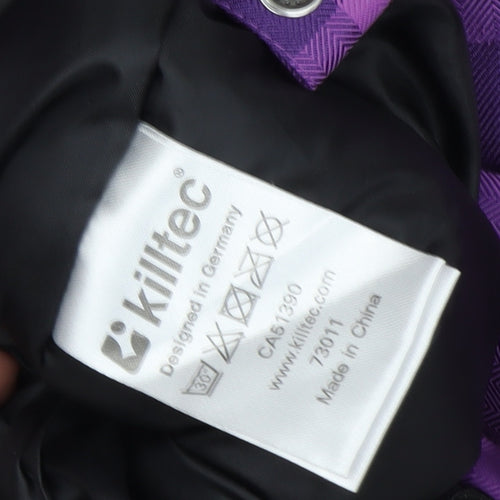 killtec®
Designed in Germany
30°
CA51390
www.killtec.com
73011
Made in China